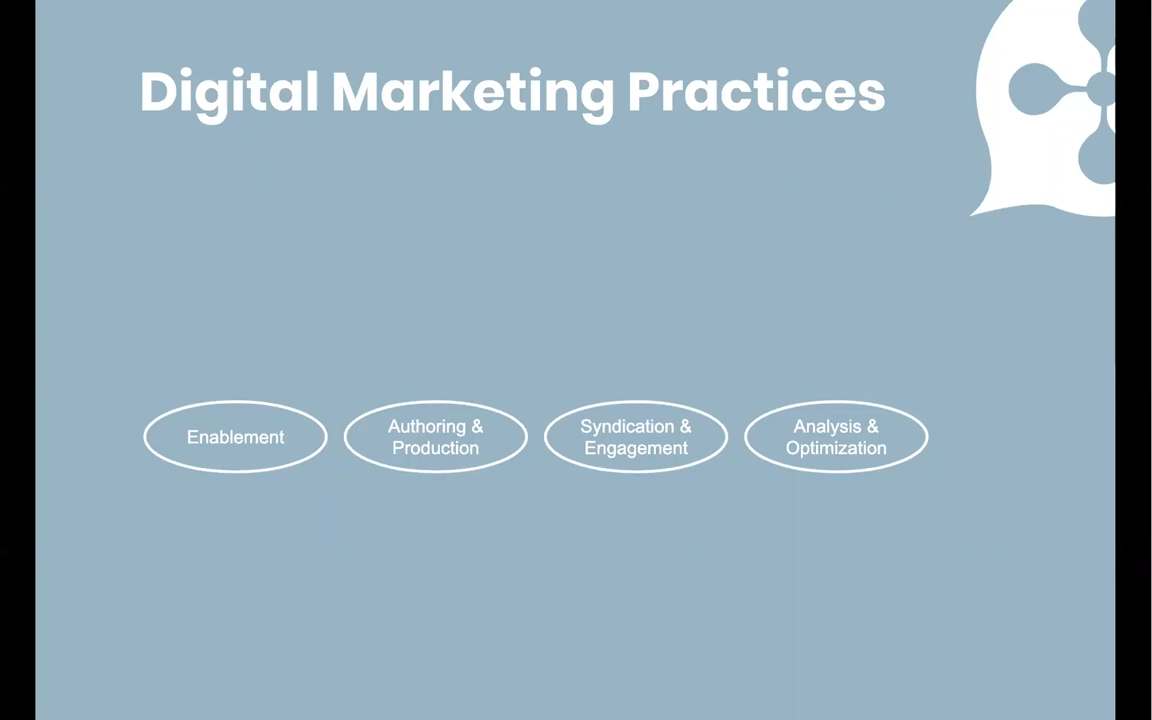 Digital Marketing Practices
Enablement
Authoring &
Production
Syndication &
Engagement
Analysis &
Optimization